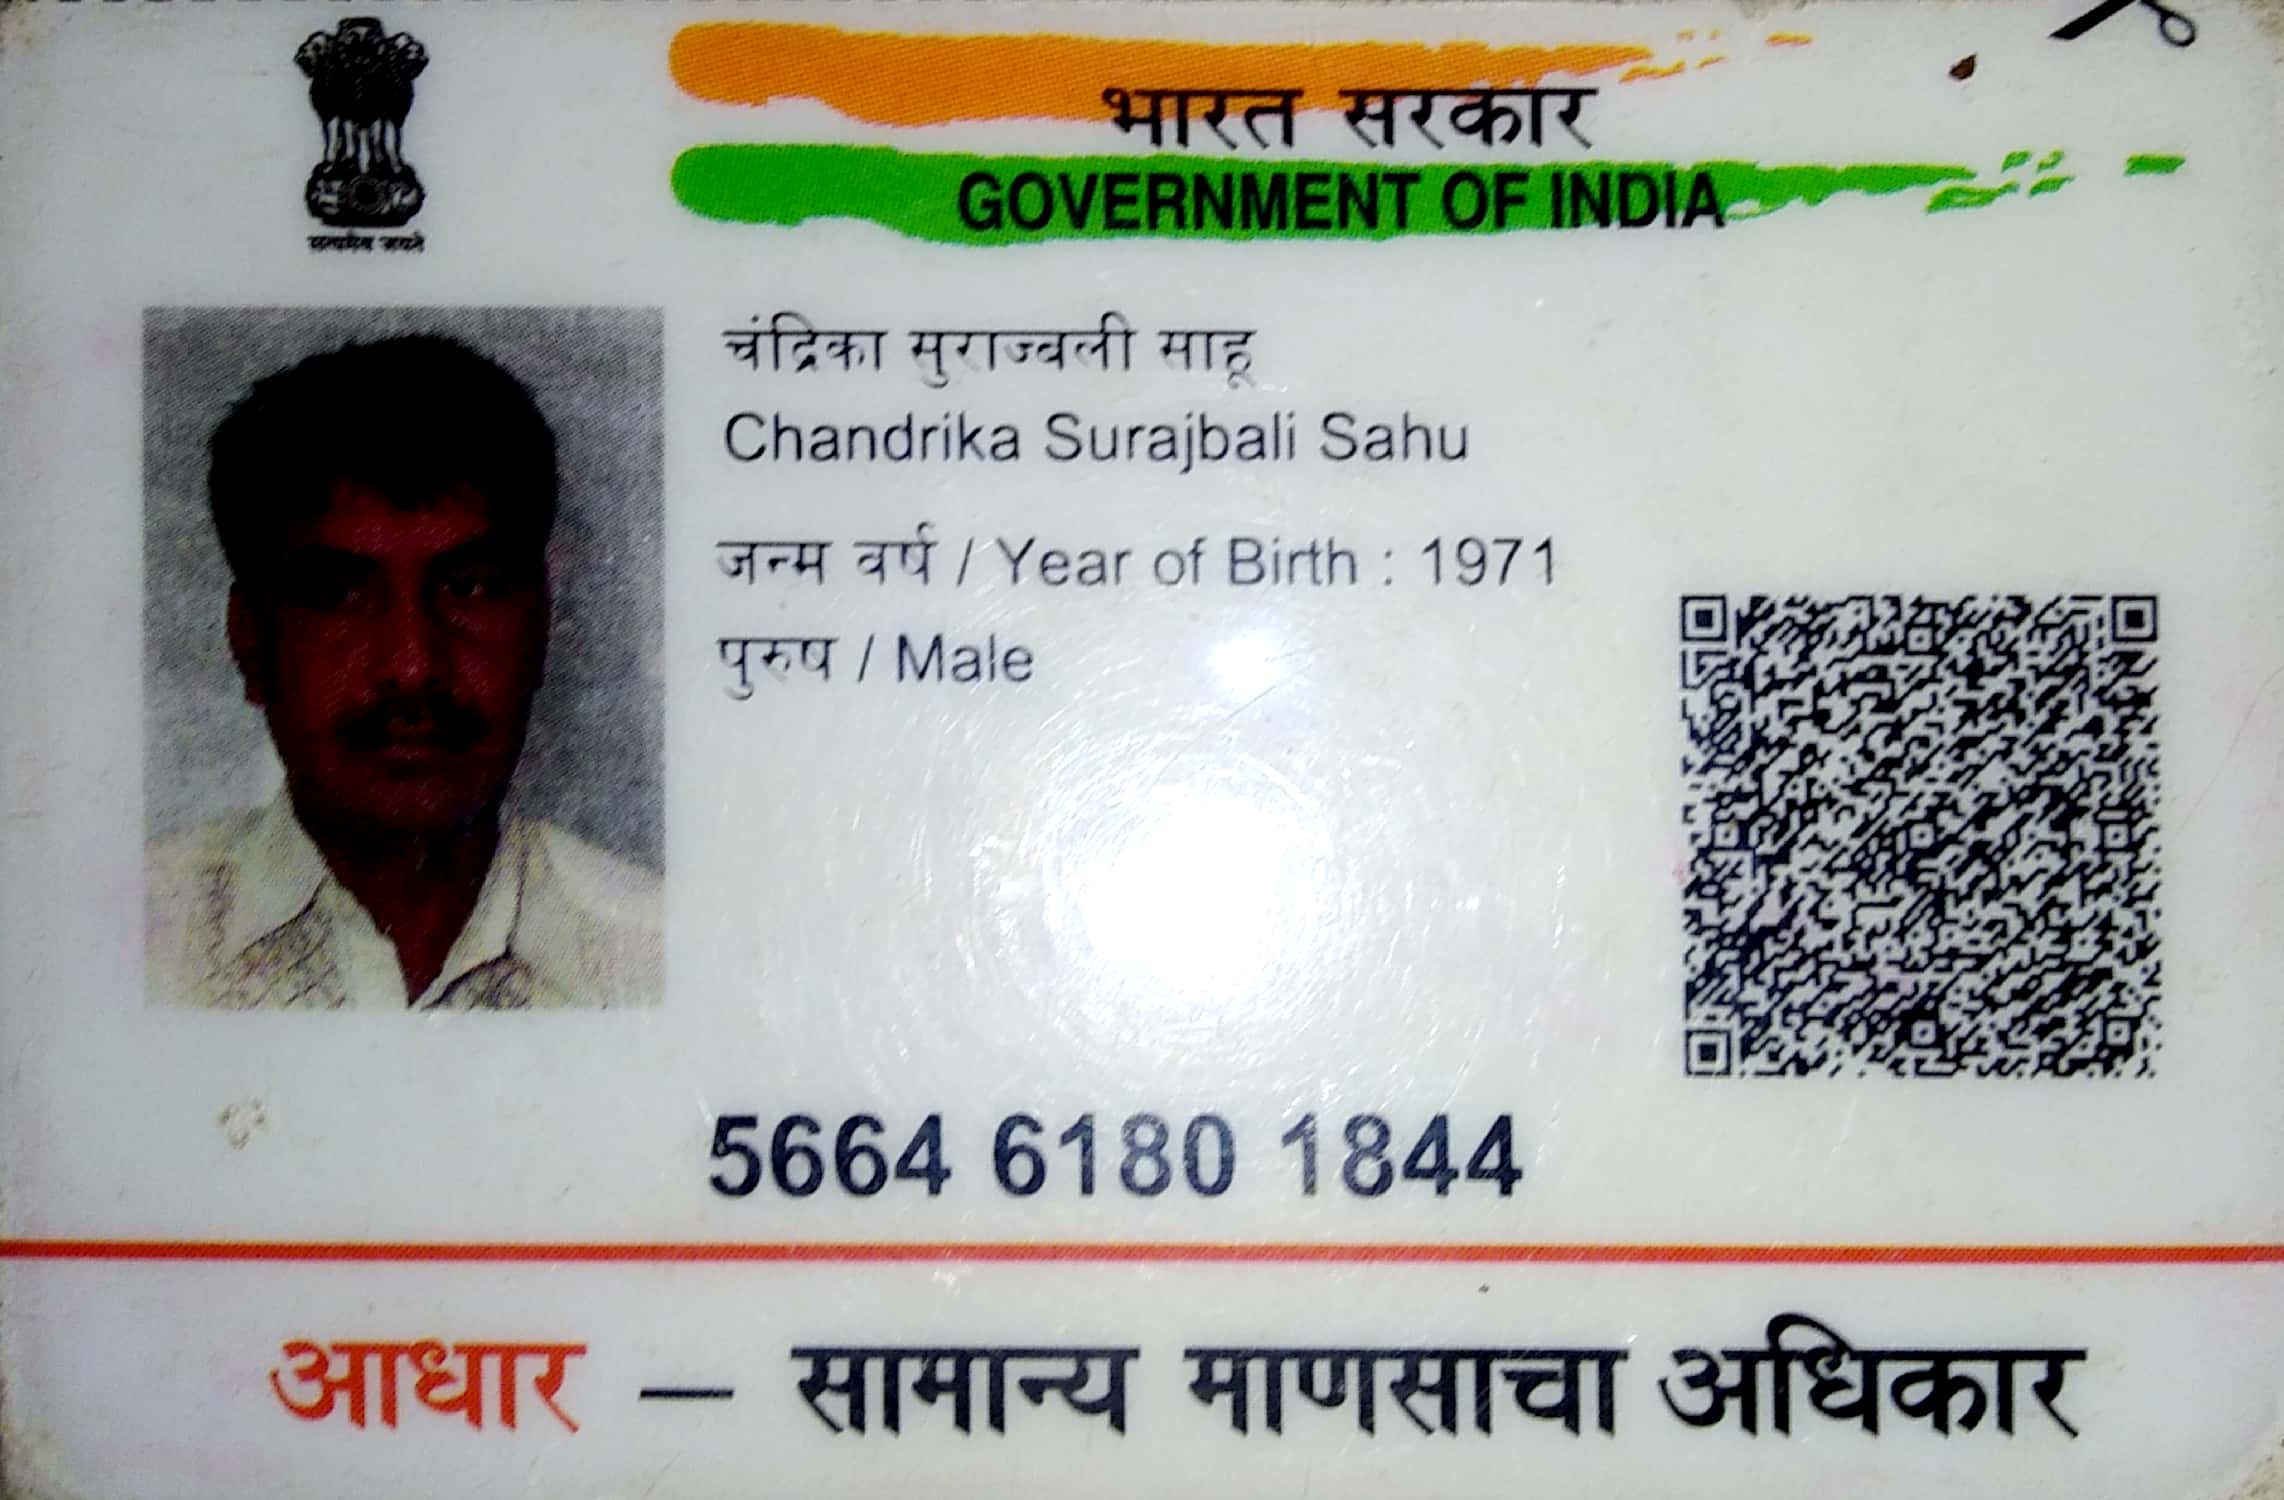 भारत सरकार
GOVERNMENT OF INDIA
सत्यमेव जयते
चंद्रिका सुराज्वली साहू
Chandrika Surajbali Sahu
जन्म वर्ष / Year of Birth : 1971
पुरुष / Male
5664 6180 1844
आधार — सामान्य माणसाचा अधिकार